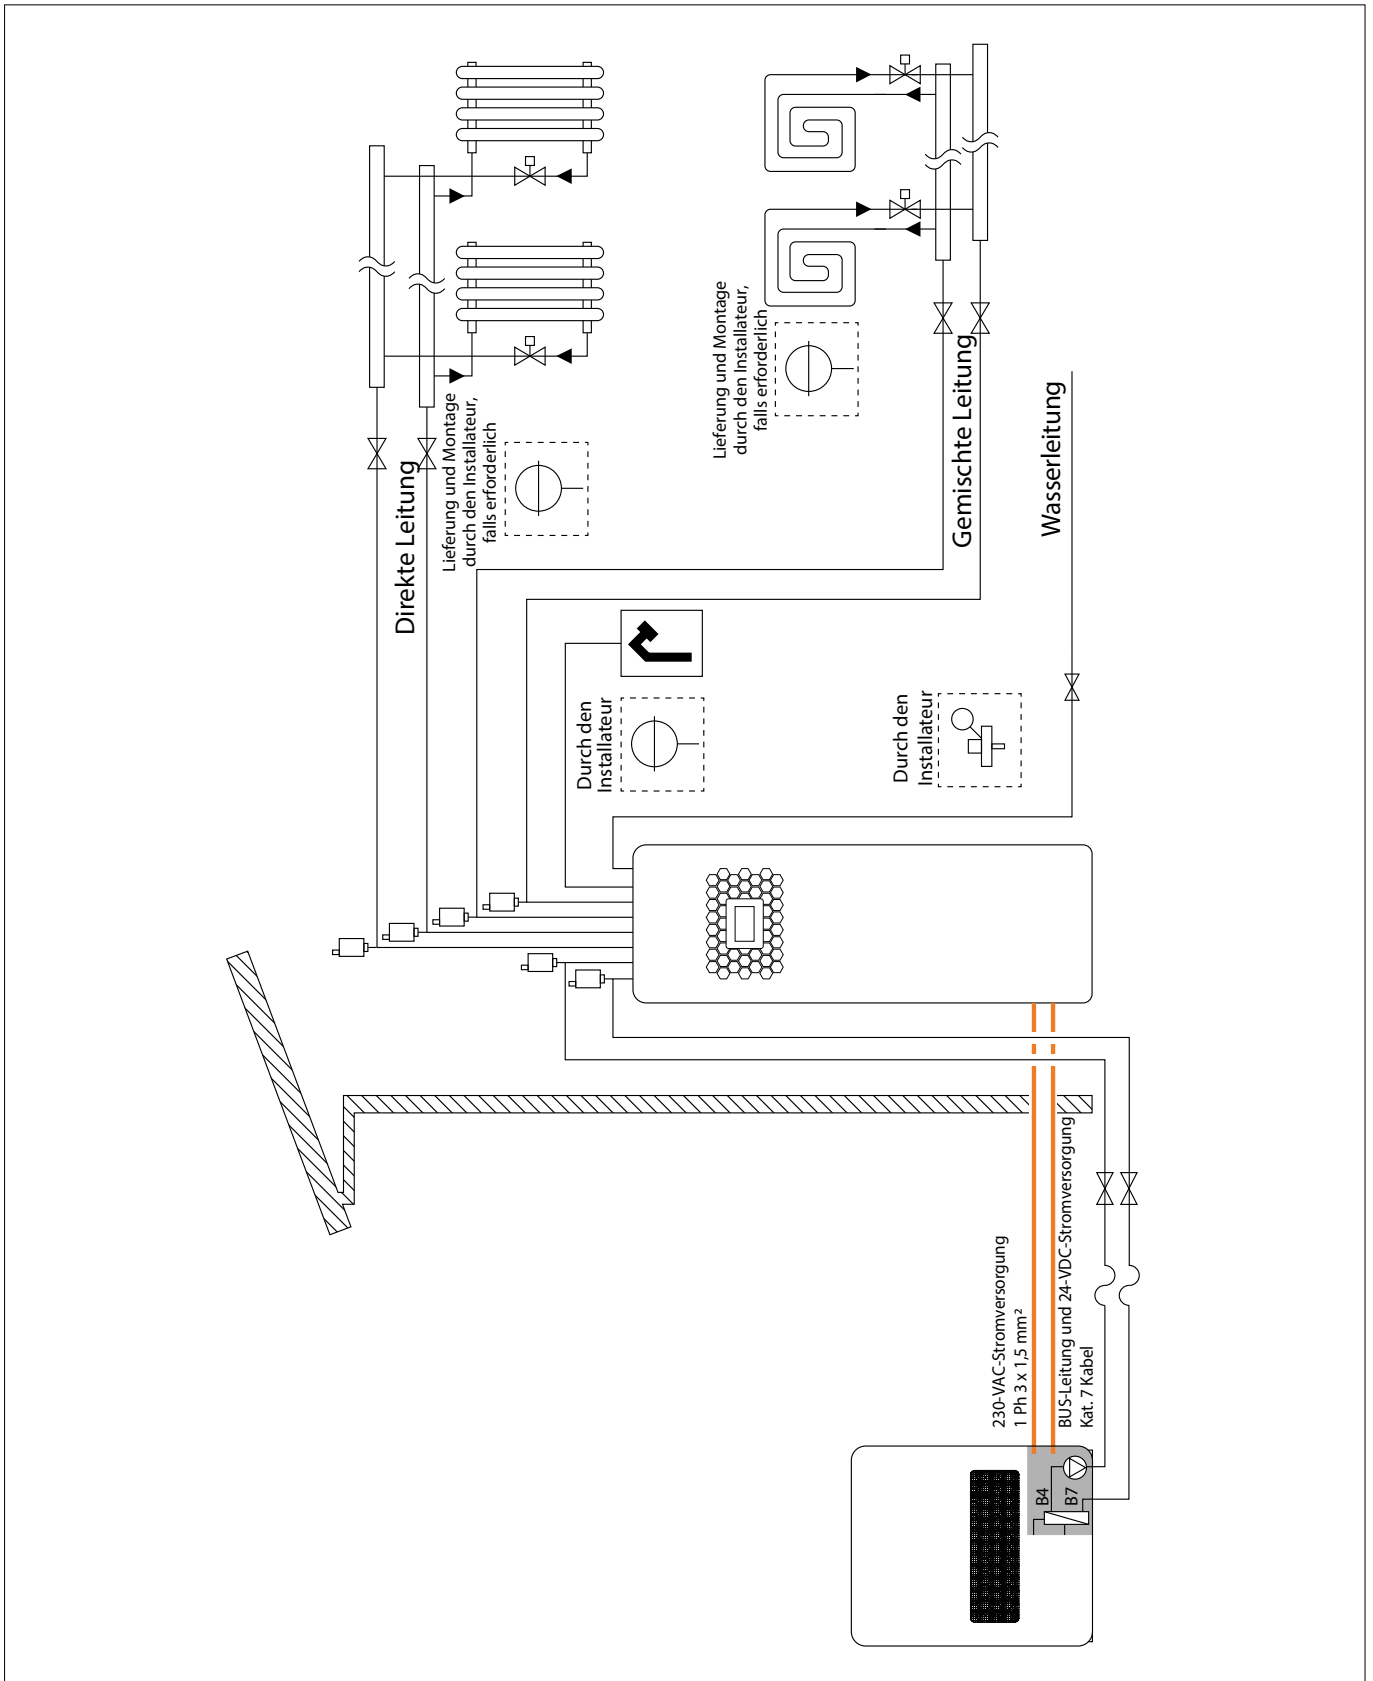 Direkte Leitung
Lieferung und Montage
durch den Installateur,
falls erforderlich
Lieferung und Montage
durch den Installateur,
falls erforderlich
Gemischte Leitung
Wasserleitung
Durch den
Installateur
Durch den
Installateur
230-VAC-Stromversorgung
1 Ph 3 x 1,5 mm²
BUS-Leitung und 24-VDC-Stromversorgung
Kat. 7 Kabel
B4
B7